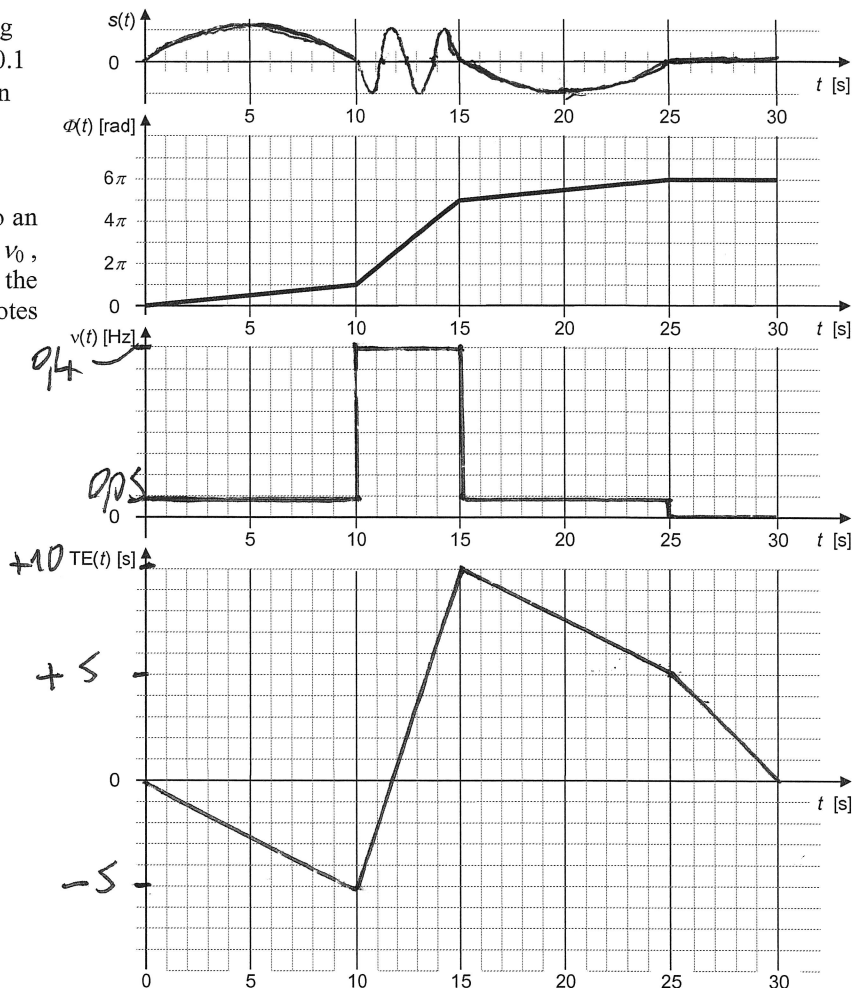 g
0.1
n
s(t)
0
t [s]
5 10 15 20 25 30
Φ(t) [rad]
6π
4π
2π
0
o an
ν₀ ,
the
otes
5 10 15 20 25 30
t [s]
ν(t) [Hz]
0,4
0,05
0
5 10 15 20 25 30
t [s]
+10
TE(t) [s]
+ 5
0
t [s]
- 5
0 5 10 15 20 25 30